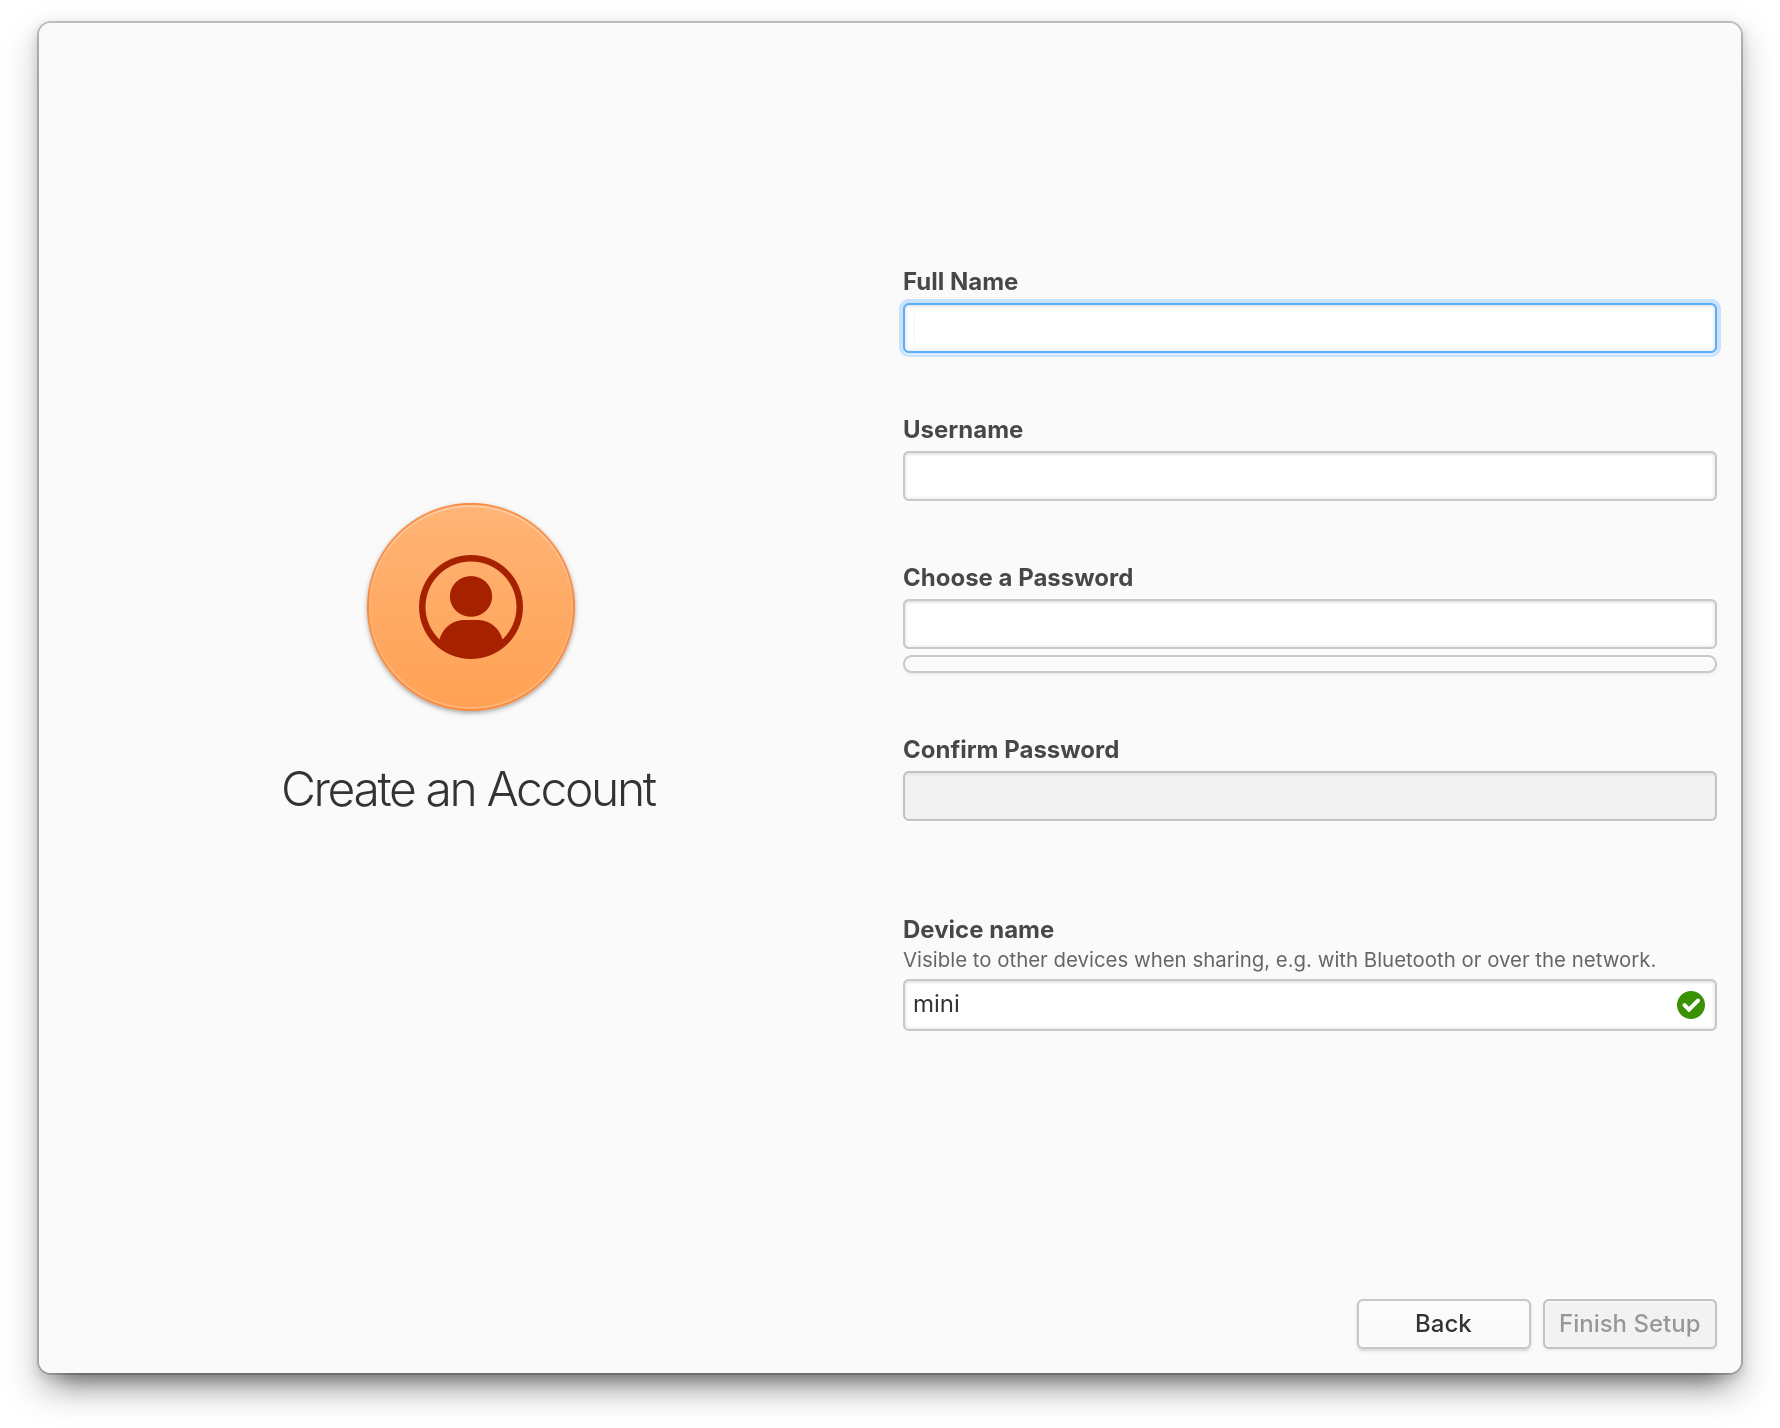 Create an Account
Full Name
Username
Choose a Password
Confirm Password
Device name
Visible to other devices when sharing, e.g. with Bluetooth or over the network.
mini
Back
Finish Setup